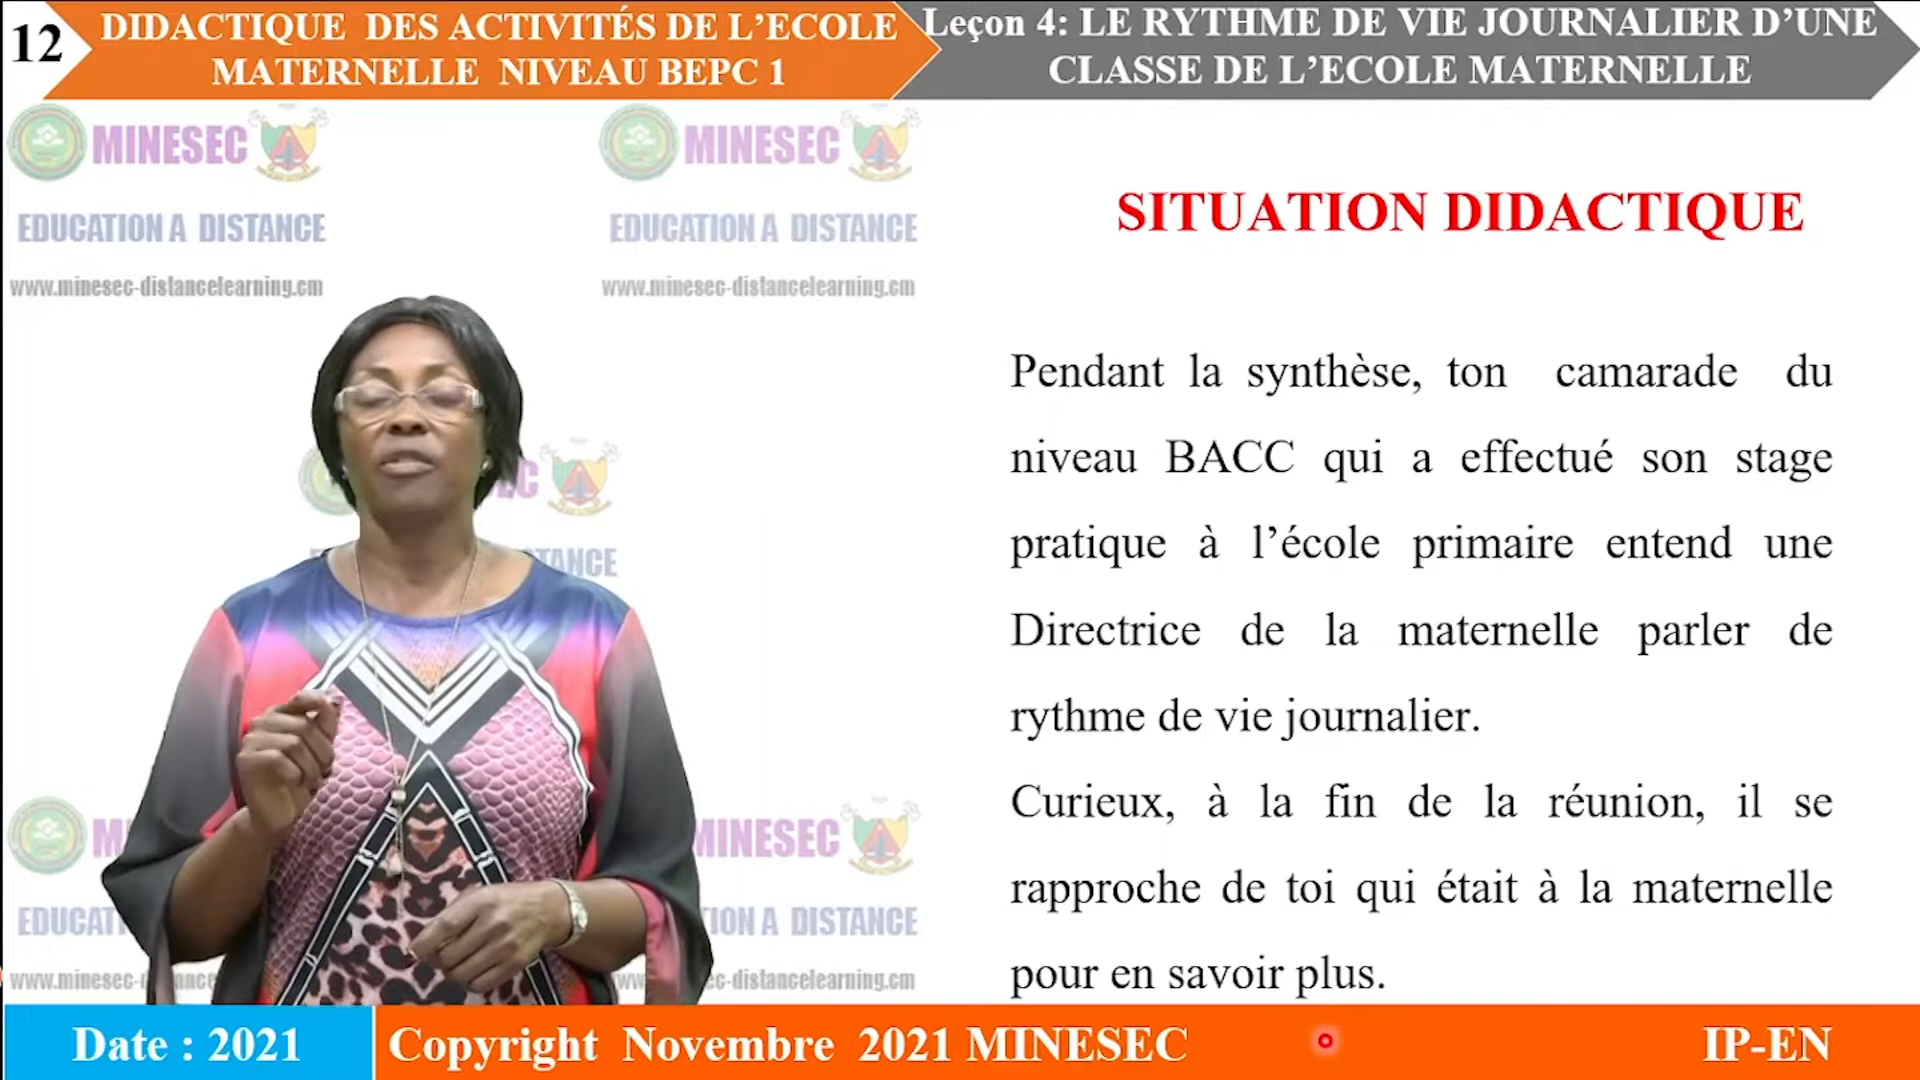 12
DIDACTIQUE DES ACTIVITÉS DE L’ECOLE
MATERNELLE NIVEAU BEPC 1
Leçon 4: LE RYTHME DE VIE JOURNALIER D’UNE
CLASSE DE L’ECOLE MATERNELLE
MINESEC
EDUCATION A DISTANCE
www.minesec-distancelearning.cm
MINESEC
EDUCATION A DISTANCE
www.minesec-distancelearning.cm
SITUATION DIDACTIQUE
Pendant la synthèse, ton camarade du
niveau BACC qui a effectué son stage
pratique à l’école primaire entend une
Directrice de la maternelle parler de
rythme de vie journalier.
Curieux, à la fin de la réunion, il se
rapproche de toi qui était à la maternelle
pour en savoir plus.
MINESEC
Date : 2021
Copyright Novembre 2021 MINESEC
IP-EN